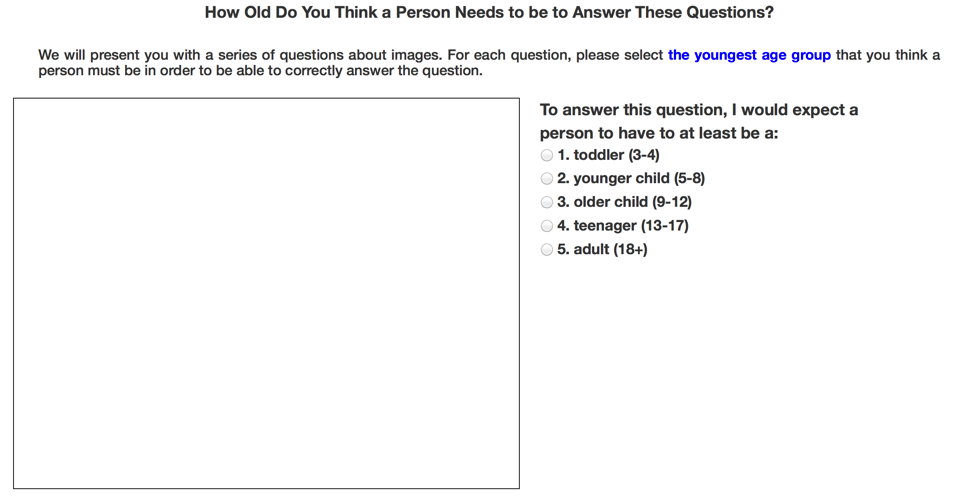 How Old Do You Think a Person Needs to be to Answer These Questions?
We will present you with a series of questions about images. For each question, please select the youngest age group that you think a
person must be in order to be able to correctly answer the question.
To answer this question, I would expect a
person to have to at least be a:
1. toddler (3-4)
2. younger child (5-8)
3. older child (9-12)
4. teenager (13-17)
5. adult (18+)